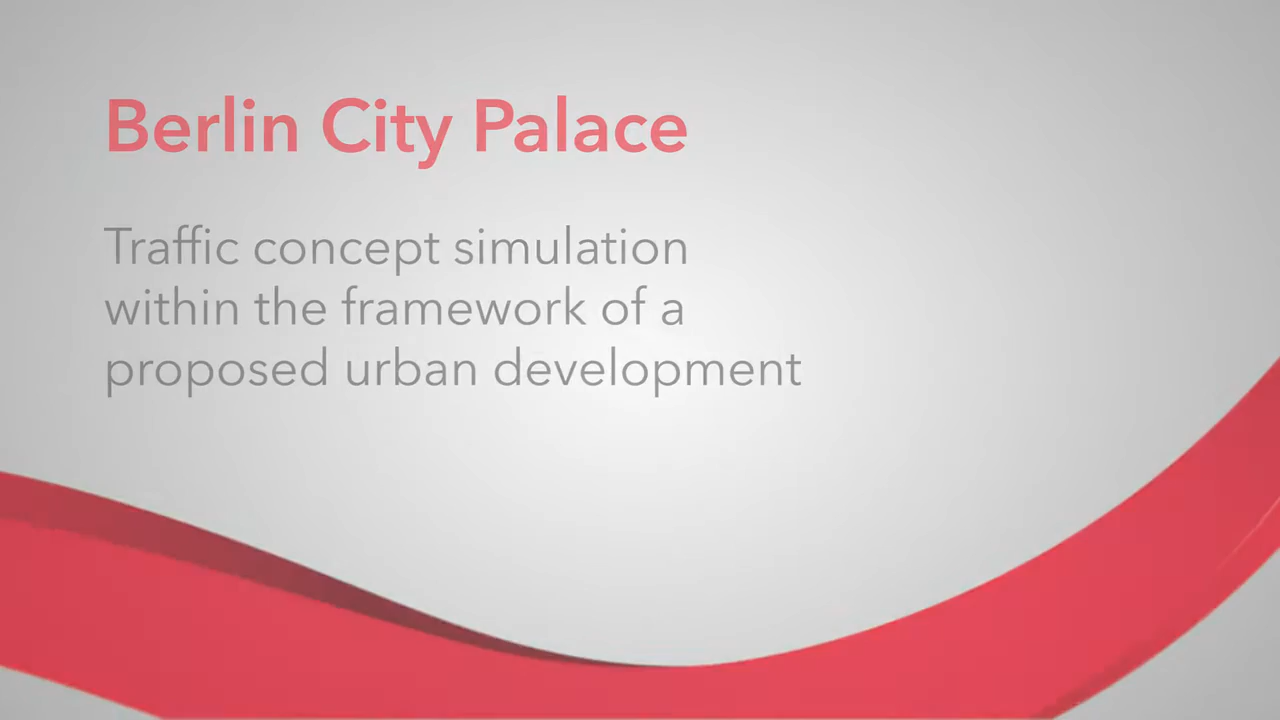 Berlin City Palace
Traffic concept simulation
within the framework of a
proposed urban development